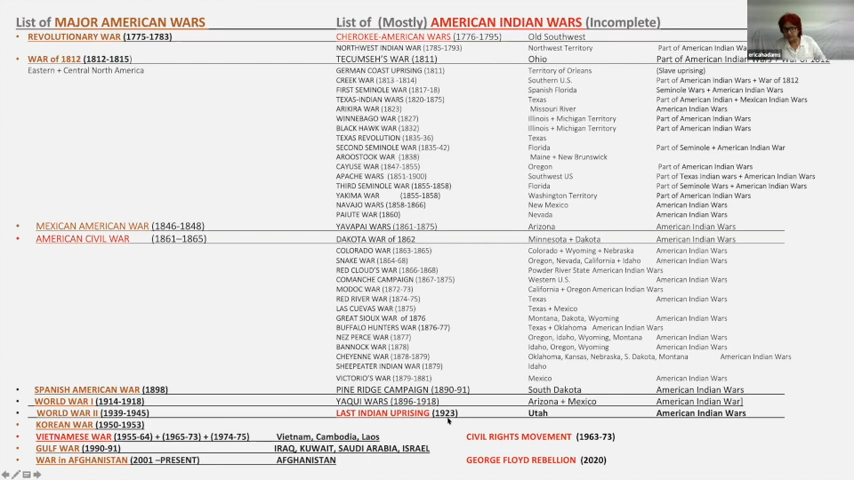 List of MAJOR AMERICAN WARS List of (Mostly) AMERICAN INDIAN WARS (Incomplete)
• REVOLUTIONARY WAR (1775-1783) CHEROKEE-AMERICAN WARS (1776-1795) Old Southwest
NORTHWEST INDIAN WAR (1785-1793) Northwest Territory Part of American Indian
• WAR of 1812 (1812-1815) TECUMSEH'S WAR (1811) Ohio Part of American Indian
Eastern + Central North America GERMAN COAST UPRISING (1811) Territory of Orleans (Slave uprising)
CREEK WAR (1813 -1814) Southern U.S. Part of American Indian Wars + War of 1812
FIRST SEMINOLE WAR (1817-18) Spanish Florida Seminole Wars + American Indian Wars
TEXAS-INDIAN WARS (1820-1875) Texas Part of American Indian + Mexican Indian Wars
ARIKIRA WAR (1823) Missouri River Part of American Indian Wars
WINNEBAGO WAR (1827) Illinois + Michigan Territory Part of American Indian Wars
BLACK HAWK WAR (1832) Illinois + Michigan Territory Part of American Indian Wars
TEXAS REVOLUTION (1835-36) Texas
SECOND SEMINOLE WAR (1835-42) Florida Part of Seminole + American Indian War
AROOSTOOK WAR (1838) Maine + New Brunswick
CAYUSE WAR (1847-1855) Oregon Part of American Indian Wars
APACHE WARS (1851-1900) Southwest US Part of Texas Indian wars + American Indian Wars
THIRD SEMINOLE WAR (1855-1858) Florida Part of Seminole Wars + American Indian Wars
YAKIMA WAR (1855-1858) Washington Territory Part of American Indian Wars
NAVAJO WARS (1858-1866) New Mexico American Indian Wars
PAIUTE WAR (1860) Nevada American Indian Wars
• MEXICAN AMERICAN WAR (1846-1848) YAVAPAI WARS (1861-1875) Arizona American Indian Wars
• AMERICAN CIVIL WAR (1861–1865) DAKOTA WAR of 1862 Minnesota + Dakota American Indian Wars
COLORADO WAR (1863-1865) Colorado + Wyoming + Nebraska American Indian Wars
SNAKE WAR (1864-68) Oregon, Nevada, California + Idaho American Indian Wars
RED CLOUD'S WAR (1866-1868) Powder River State American Indian Wars
COMANCHE CAMPAIGN (1867-1875) Western U.S. American Indian Wars
MODOC WAR (1872-73) California + Oregon American Indian Wars
RED RIVER WAR (1874-75) Texas American Indian Wars
LAS CUEVAS WAR (1875) Texas + Mexico
GREAT SIOUX WAR of 1876 Montana, Dakota, Wyoming American Indian Wars
BUFFALO HUNTERS WAR (1876-77) Texas + Oklahoma American Indian Wars
NEZ PERCE WAR (1877) Oregon, Idaho, Wyoming, Montana American Indian Wars
BANNOCK WAR (1878) Idaho, Oregon, Wyoming American Indian Wars
CHEYENNE WAR (1878-1879) Oklahoma, Kansas, Nebraska, S. Dakota, Montana American Indian Wars
SHEEPEATER INDIAN WAR (1879) Idaho
VICTORIO'S WAR (1879-1881) Mexico American Indian Wars
• SPANISH AMERICAN WAR (1898) PINE RIDGE CAMPAIGN (1890-91) South Dakota American Indian Wars
• WORLD WAR I (1914-1918) YAQUI WARS (1896-1918) Arizona + Mexico American Indian War
• WORLD WAR II (1939-1945) LAST INDIAN UPRISING (1923) Utah American Indian Wars
• KOREAN WAR (1950-1953)
• VIETNAMESE WAR (1955-64) + (1965-73) + (1974-75) Vietnam, Cambodia, Laos CIVIL RIGHTS MOVEMENT (1963-73)
• GULF WAR (1990-91) IRAQ, KUWAIT, SAUDI ARABIA, ISRAEL
• WAR in AFGHANISTAN (2001 –PRESENT) AFGHANISTAN GEORGE FLOYD REBELLION (2020)